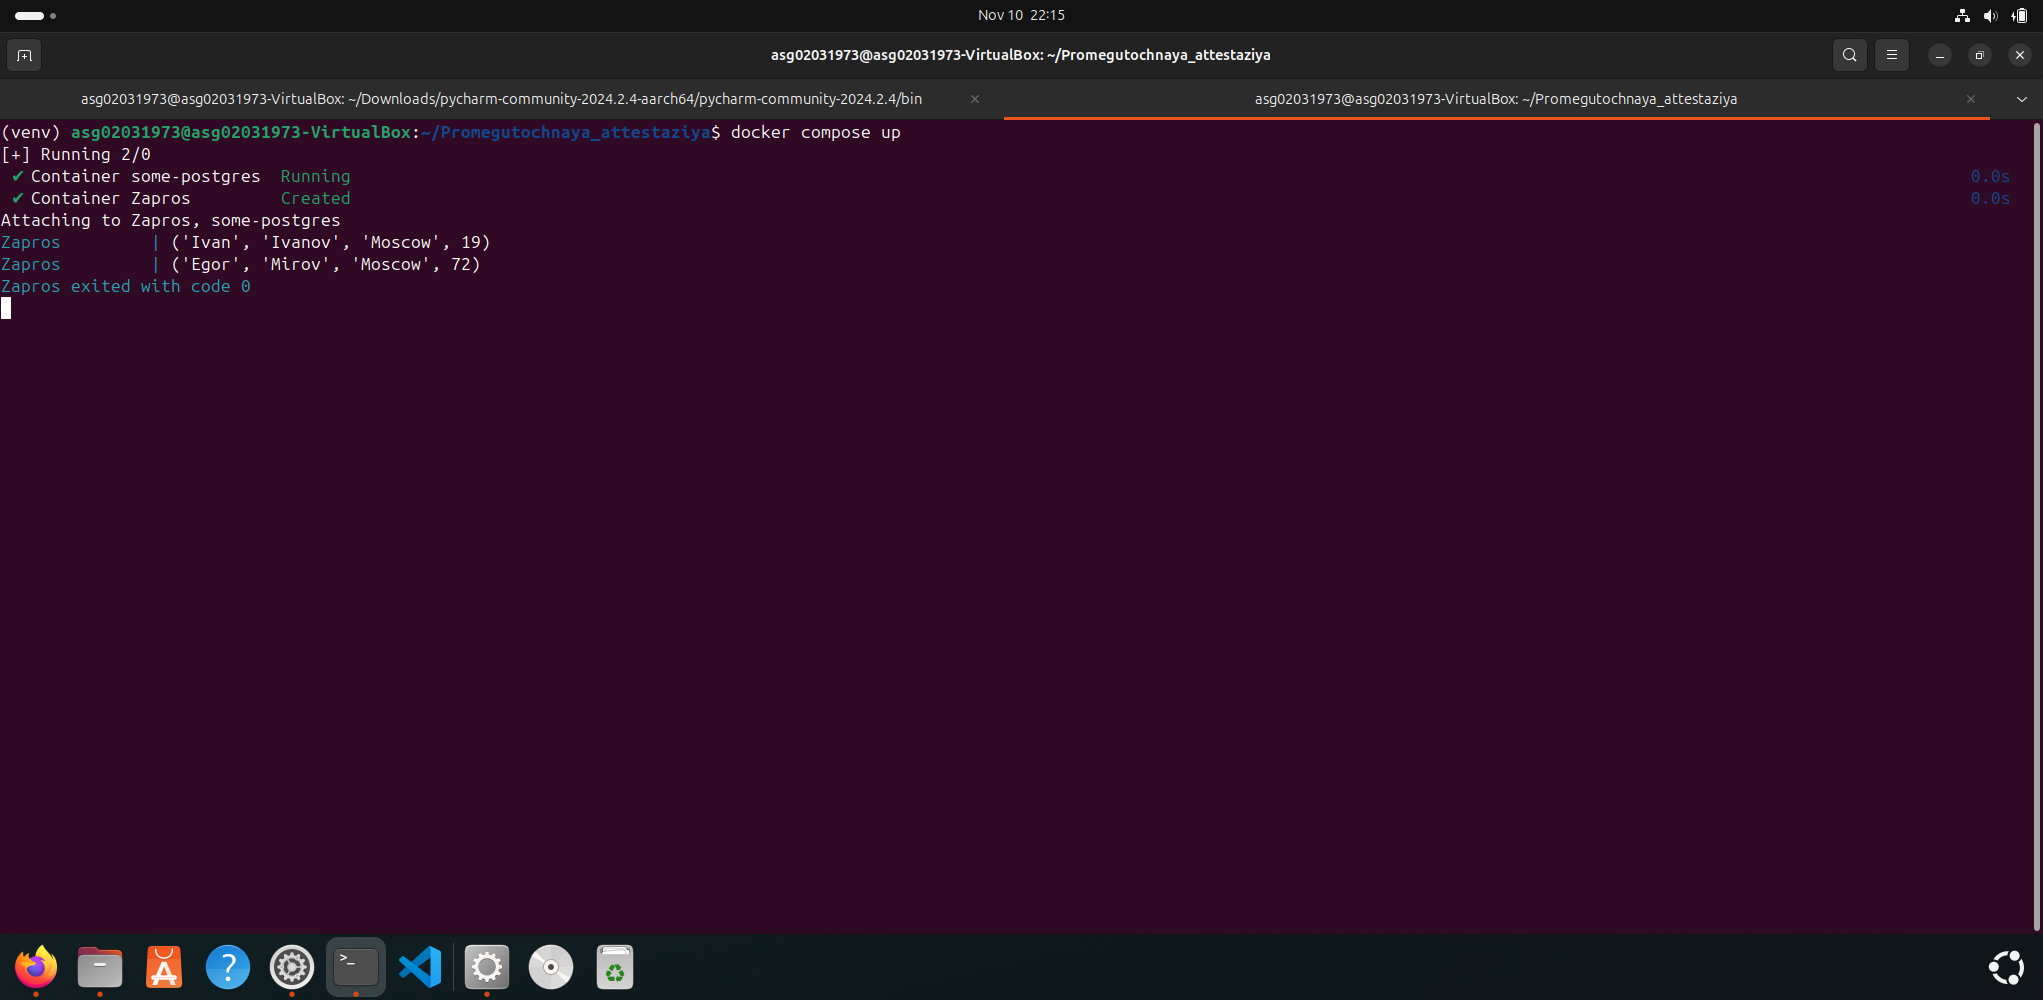 Nov 10 22:15
asg02031973@asg02031973-VirtualBox: ~/Promegutochnaya_attestaziya
asg02031973@asg02031973-VirtualBox: ~/Downloads/pycharm-community-2024.2.4-aarch64/pycharm-community-2024.2.4/bin
asg02031973@asg02031973-VirtualBox: ~/Promegutochnaya_attestaziya
(venv) asg02031973@asg02031973-VirtualBox:~/Promegutochnaya_attestaziya$ docker compose up
[+] Running 2/0
✔ Container some-postgres Running 0.0s
✔ Container Zapros Created 0.0s
Attaching to Zapros, some-postgres
Zapros | ('Ivan', 'Ivanov', 'Moscow', 19)
Zapros | ('Egor', 'Mirov', 'Moscow', 72)
Zapros exited with code 0